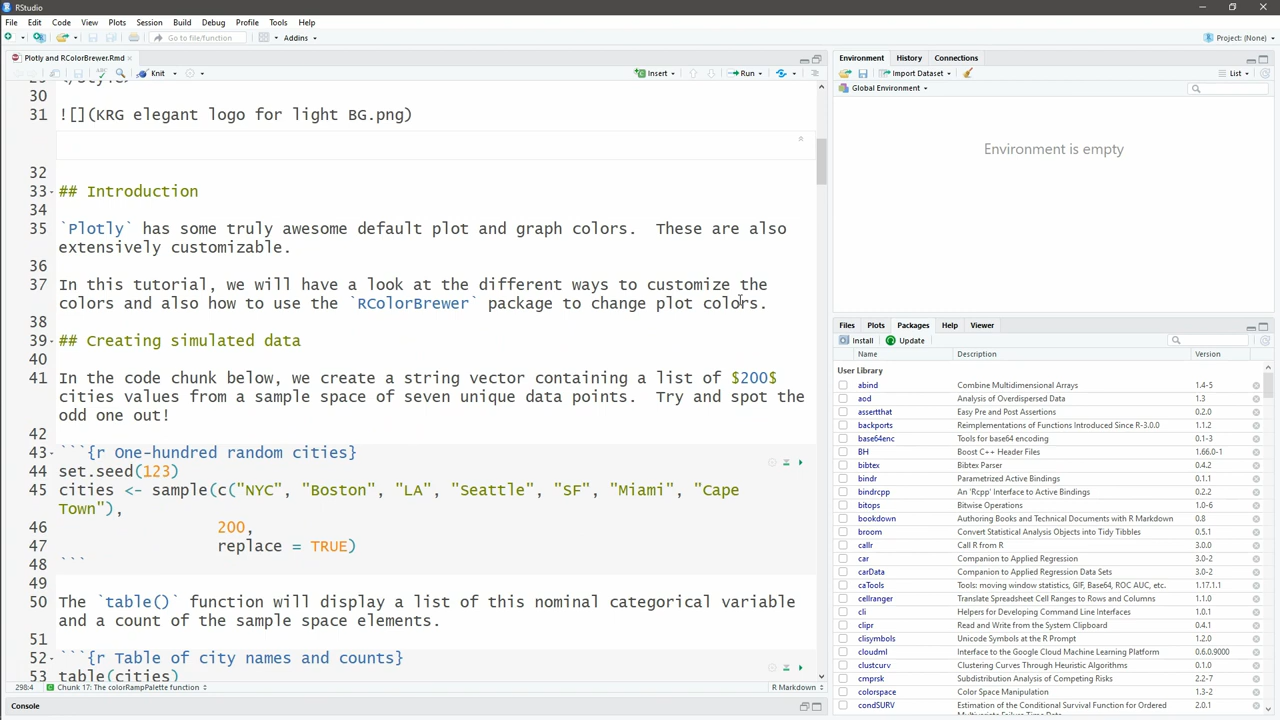 RStudio
File Edit Code View Plots Session Build Debug Profile Tools Help
Go to file/function Addins Project: (None)
Plotly and RColorBrewer.Rmd
Knit Insert Run
30
31 ![](KRG elegant logo for light BG.png)
32
33 ## Introduction
34
35 `Plotly` has some truly awesome default plot and graph colors.  These are also
extensively customizable.
36
37 In this tutorial, we will have a look at the different ways to customize the
colors and also how to use the `RColorBrewer` package to change plot colors.
38
39 ## Creating simulated data
40
41 In the code chunk below, we create a string vector containing a list of $200$
cities values from a sample space of seven unique data points.  Try and spot the
odd one out!
42
43 ```{r One-hundred random cities}
44 set.seed(123)
45 cities <- sample(c("NYC", "Boston", "LA", "Seattle", "SF", "Miami", "Cape
Town"),
46 200,
47 replace = TRUE)
48 ```
49
50 The `table()` function will display a list of this nominal categorical variable
and a count of the sample space elements.
51
52 ```{r Table of city names and counts}
53 table(cities)
298:4 Chunk 17: The colorRampPalette function R Markdown
Console
Environment History Connections
Import Dataset List
Global Environment
Environment is empty
Files Plots Packages Help Viewer
Install Update
Name Description Version
User Library
abind Combine Multidimensional Arrays 1.4-5
aod Analysis of Overdispersed Data 1.3
assertthat Easy Pre and Post Assertions 0.2.0
backports Reimplementations of Functions Introduced Since R-3.0.0 1.1.2
base64enc Tools for base64 encoding 0.1-3
BH Boost C++ Header Files 1.66.0-1
bibtex Bibtex Parser 0.4.2
bindr Parametrized Active Bindings 0.1.1
bindrcpp An 'Rcpp' Interface to Active Bindings 0.2.2
bitops Bitwise Operations 1.0-6
bookdown Authoring Books and Technical Documents with R Markdown 0.8
broom Convert Statistical Analysis Objects into Tidy Tibbles 0.5.1
callr Call R from R 3.0.0
car Companion to Applied Regression 3.0-2
carData Companion to Applied Regression Data Sets 3.0-2
caTools Tools: moving window statistics, GIF, Base64, ROC AUC, etc. 1.17.1.1
cellranger Translate Spreadsheet Cell Ranges to Rows and Columns 1.1.0
cli Helpers for Developing Command Line Interfaces 1.0.1
clipr Read and Write from the System Clipboard 0.4.1
clisymbols Unicode Symbols at the R Prompt 1.2.0
cloudml Interface to the Google Cloud Machine Learning Platform 0.6.0.9000
clustcurv Clustering Curves Through Heuristic Algorithms
cmprsk Subdistribution Analysis of Competing Risks 2.2-7
colorspace Color Space Manipulation 1.3-2
condSURV Estimation of the Conditional Survival Function for Ordered 2.0.1